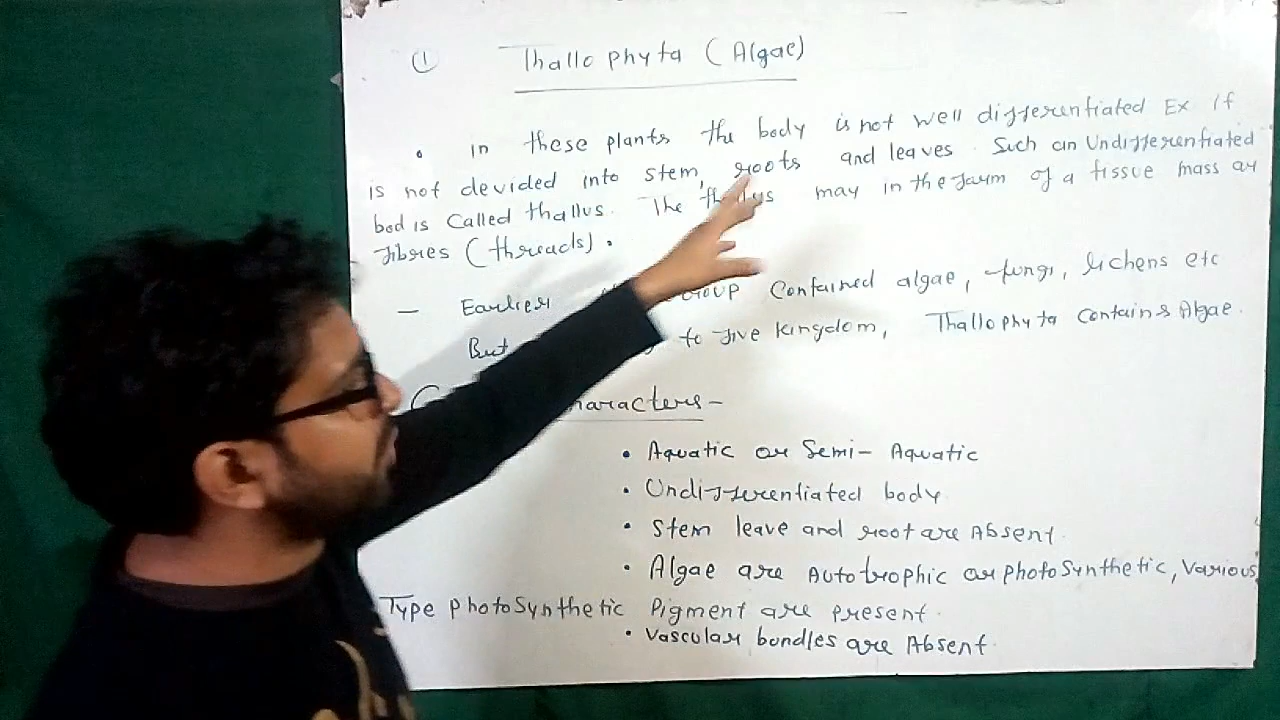 ① Thallophyta (Algae)
• in these plants the body is not well differentiated Ex if
is not devided into stem, roots and leaves. Such an Undifferentiated
bod is Called thallus. The may in the farm of a tissue mass or
fibres (threads).
– Earlier group Contained algae, fungi, lichens etc
But to five kingdom, Thallophyta contains Algae.
haracters –
• Aquatic or Semi-Aquatic
• Undifferentiated body
• Stem leave and root are Absent.
• Algae are Autotrophic or photosynthetic, Various
Type photosynthetic Pigment are present.
• Vascular bundles are Absent.